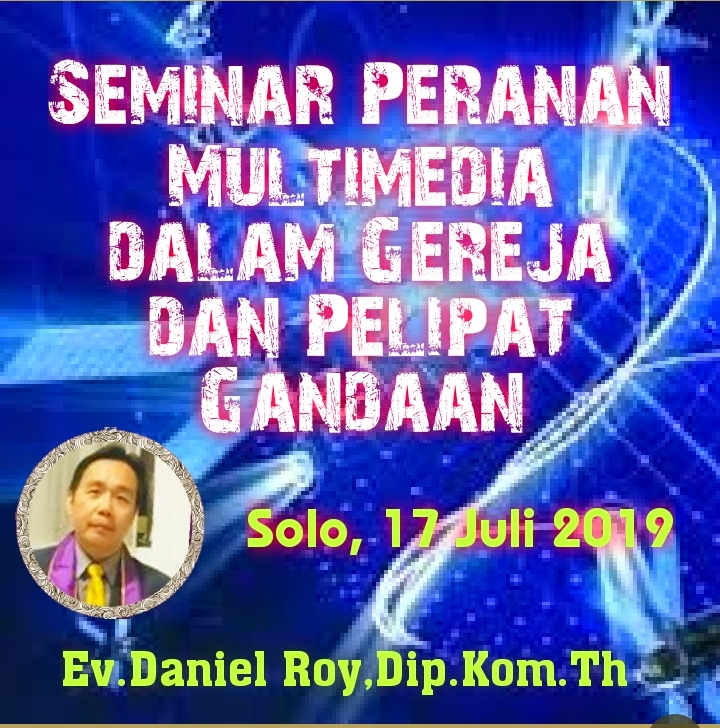 Seminar Peranan
Multimedia
dalam Gereja
dan Pelipat
Gandaan
Solo, 17 Juli 2019
Ev.Daniel Roy,Dip.Kom.Th